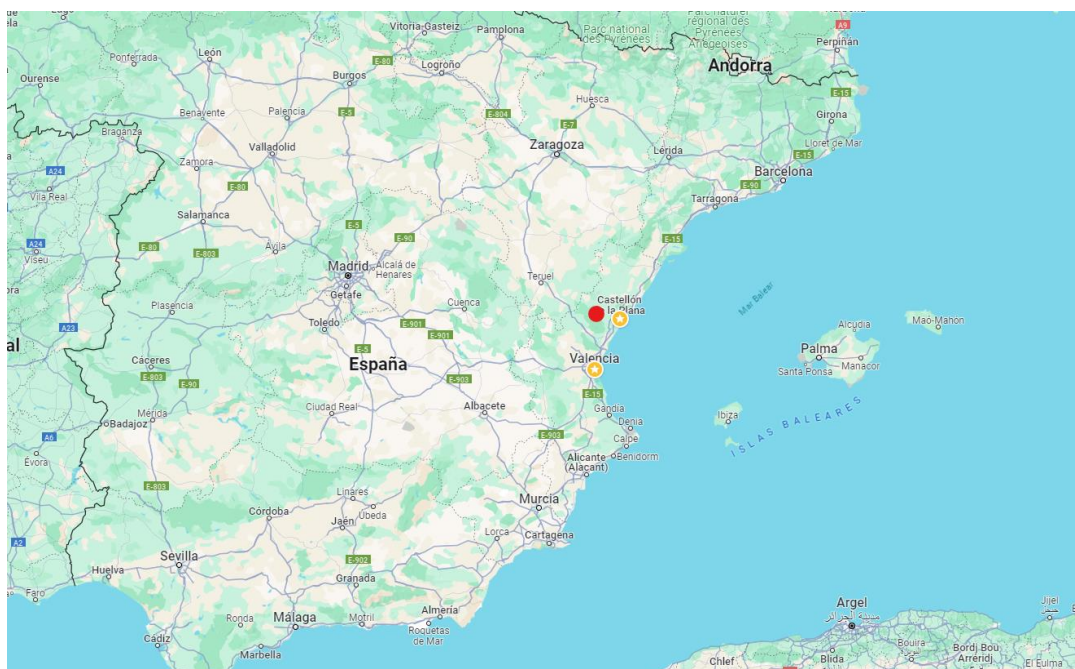 Vitoria-Gasteiz
Pamplona
Parc national
des Pyrénées
Parc naturel
régional des
Pyrénées
Ariégeoises
A9
Perpiñán
León
Ponferrada
Logroño
E-80
Andorra
Ourense
Burgos
Huesca
E-15
Girona
Benavente
Palencia
E-5
E-804
E-7
Braganza
Valladolid
Zaragoza
Lérida
E-15
Lloret de Mar
Zamora
Barcelona
A24
E-80
E-90
Vila Real
Tarragona
Salamanca
E-5
E-90
E-15
A24
Viseu
E-80
E-803
Ávila
Madrid
Alcalá de
Henares
Teruel
Getafe
Plasencia
Cuenca
Castellón
la Plana
Mar Balear
Alcudia
Maó-Mahon
A23
Toledo
E-901
E-901
al
E-5
España
Valencia
Palma
Cáceres
E-803
E-90
E-903
Santa Ponsa
Manacor
E-15
Mérida
Ciudad Real
Albacete
Gandía
Ibiza
Badajoz
Denia
ISLAS BALEARES
A6
E-903
Calpe
Évora
Alicante
(Alacant)
Benidorm
E-803
Linares
Murcia
Córdoba
Úbeda
Jaén
A2
Lorca
Cartagena
Sevilla
E-902
Huelva
Granada
Faro
Almería
Argel
مدينة الجزائر
Jijel
Ronda
Málaga
Motril
Roquetas
de Mar
Cádiz
Bouira
Bordj Bou
Arréridj
Marbella
Chlef
Blida
El Eulma